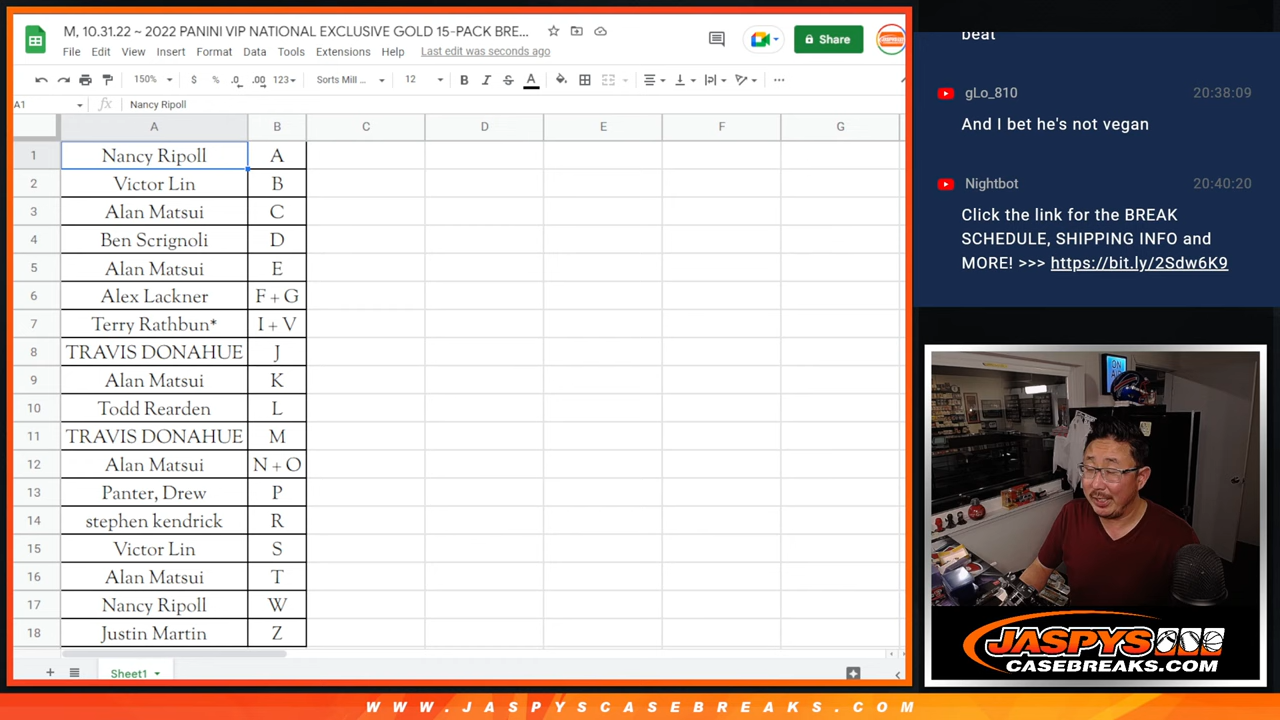 M, 10.31.22 ~ 2022 PANINI VIP NATIONAL EXCLUSIVE GOLD 15-PACK BRE...
File Edit View Insert Format Data Tools Extensions Help Last edit was seconds ago
Share
150% $ % .0 .00 123 Sorts Mill ... 12 B I S A
A1 fx Nancy Ripoll
A B C D E F G
1 Nancy Ripoll A
2 Victor Lin B
3 Alan Matsui C
4 Ben Scrignoli D
5 Alan Matsui E
6 Alex Lackner F + G
7 Terry Rathbun* I + V
8 TRAVIS DONAHUE J
9 Alan Matsui K
10 Todd Rearden L
11 TRAVIS DONAHUE M
12 Alan Matsui N + O
13 Panter, Drew P
14 stephen kendrick R
15 Victor Lin S
16 Alan Matsui T
17 Nancy Ripoll W
18 Justin Martin Z
Sheet1
beat
gLo_810 20:38:09
And I bet he's not vegan
Nightbot 20:40:20
Click the link for the BREAK
SCHEDULE, SHIPPING INFO and
MORE! >>> https://bit.ly/2Sdw6K9
ON
AIR
JASPYS
CASEBREAKS.COM
WWW.JASPYSCASEBREAKS.COM